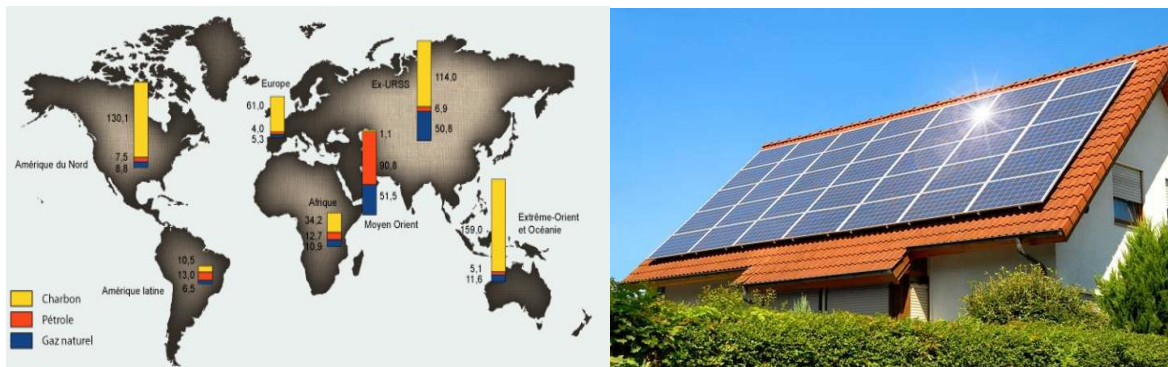 Amérique du Nord
130,1
7,5
8,8
Europe
61,0
4,0
5,3
Ex-URSS
114,0
6,9
50,8
1,1
90,8
51,5
Moyen Orient
Afrique
34,2
12,7
10,9
Extrême-Orient
et Océanie
159,0
5,1
11,6
Amérique latine
10,5
13,0
6,5
Charbon
Pétrole
Gaz naturel